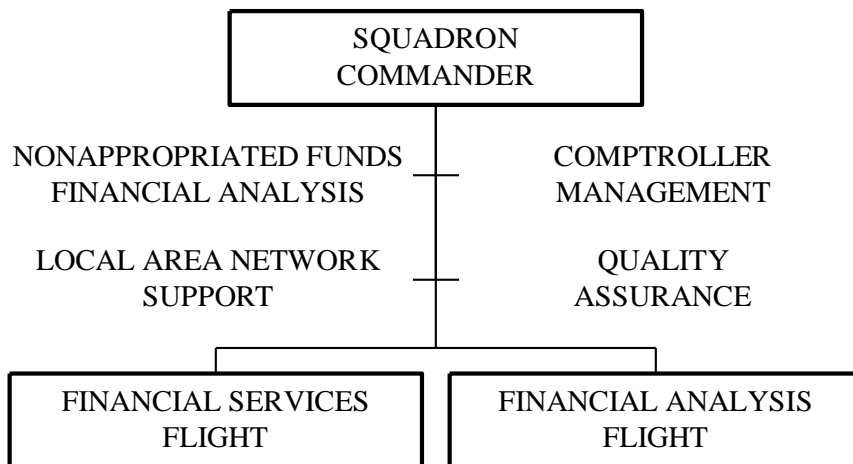 SQUADRON
COMMANDER
NONAPPROPRIATED FUNDS
FINANCIAL ANALYSIS
COMPTROLLER
MANAGEMENT
LOCAL AREA NETWORK
SUPPORT
QUALITY
ASSURANCE
FINANCIAL SERVICES
FLIGHT
FINANCIAL ANALYSIS
FLIGHT